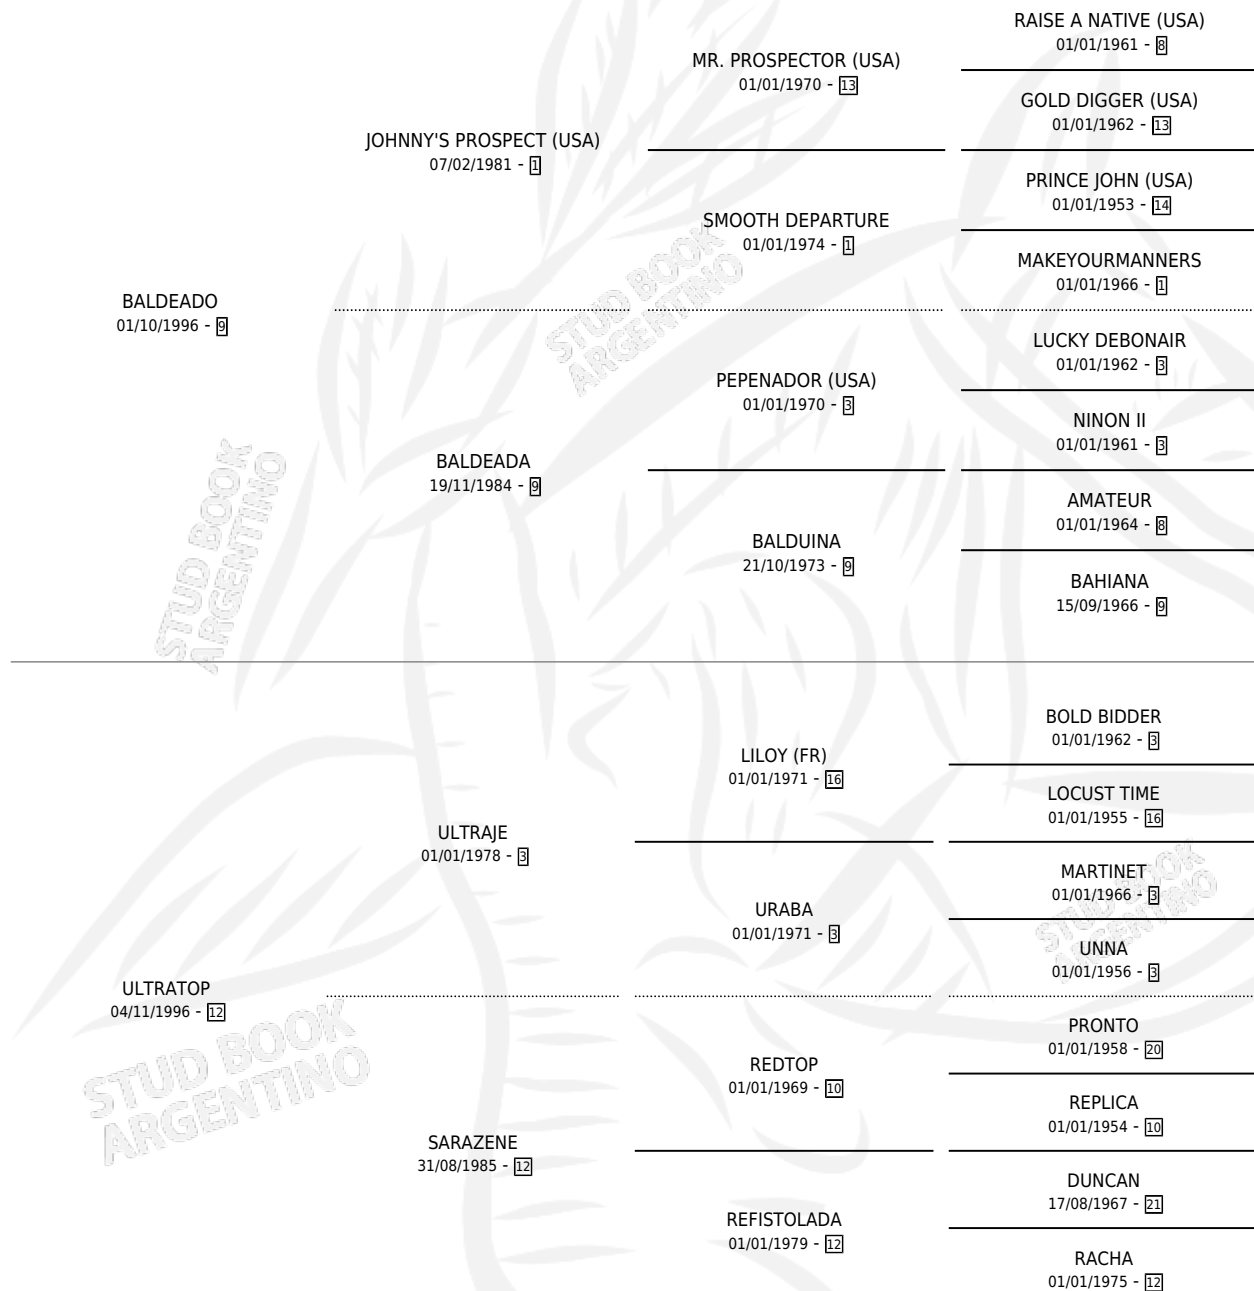 RAISE A NATIVE (USA)
01/01/1961 - 8
MR. PROSPECTOR (USA)
01/01/1970 - 13
GOLD DIGGER (USA)
01/01/1962 - 13
JOHNNY'S PROSPECT (USA)
07/02/1981 - 1
PRINCE JOHN (USA)
01/01/1953 - 14
SMOOTH DEPARTURE
01/01/1974 - 1
MAKEYOURMANNERS
01/01/1966 - 1
BALDEADO
01/10/1996 - 9
LUCKY DEBONAIR
01/01/1962 - 3
PEPENADOR (USA)
01/01/1970 - 3
NINON II
01/01/1961 - 3
BALDEADA
19/11/1984 - 9
AMATEUR
01/01/1964 - 8
BALDUINA
21/10/1973 - 9
BAHIANA
15/09/1966 - 9
BOLD BIDDER
01/01/1962 - 3
LILOY (FR)
01/01/1971 - 16
LOCUST TIME
01/01/1955 - 16
ULTRAJE
01/01/1978 - 3
MARTINET
01/01/1966 - 3
URABA
01/01/1971 - 3
UNNA
01/01/1956 - 3
ULTRATOP
04/11/1996 - 12
PRONTO
01/01/1958 - 20
REDTOP
01/01/1969 - 10
REPLICA
01/01/1954 - 10
SARAZENE
31/08/1985 - 12
DUNCAN
17/08/1967 - 21
REFISTOLADA
01/01/1979 - 12
RACHA
01/01/1975 - 12
STUD BOOK
ARGENTINO
STUD BOOK
ARGENTINO
STUD BOOK
ARGENTINO
STUD BOOK
ARGENTINO